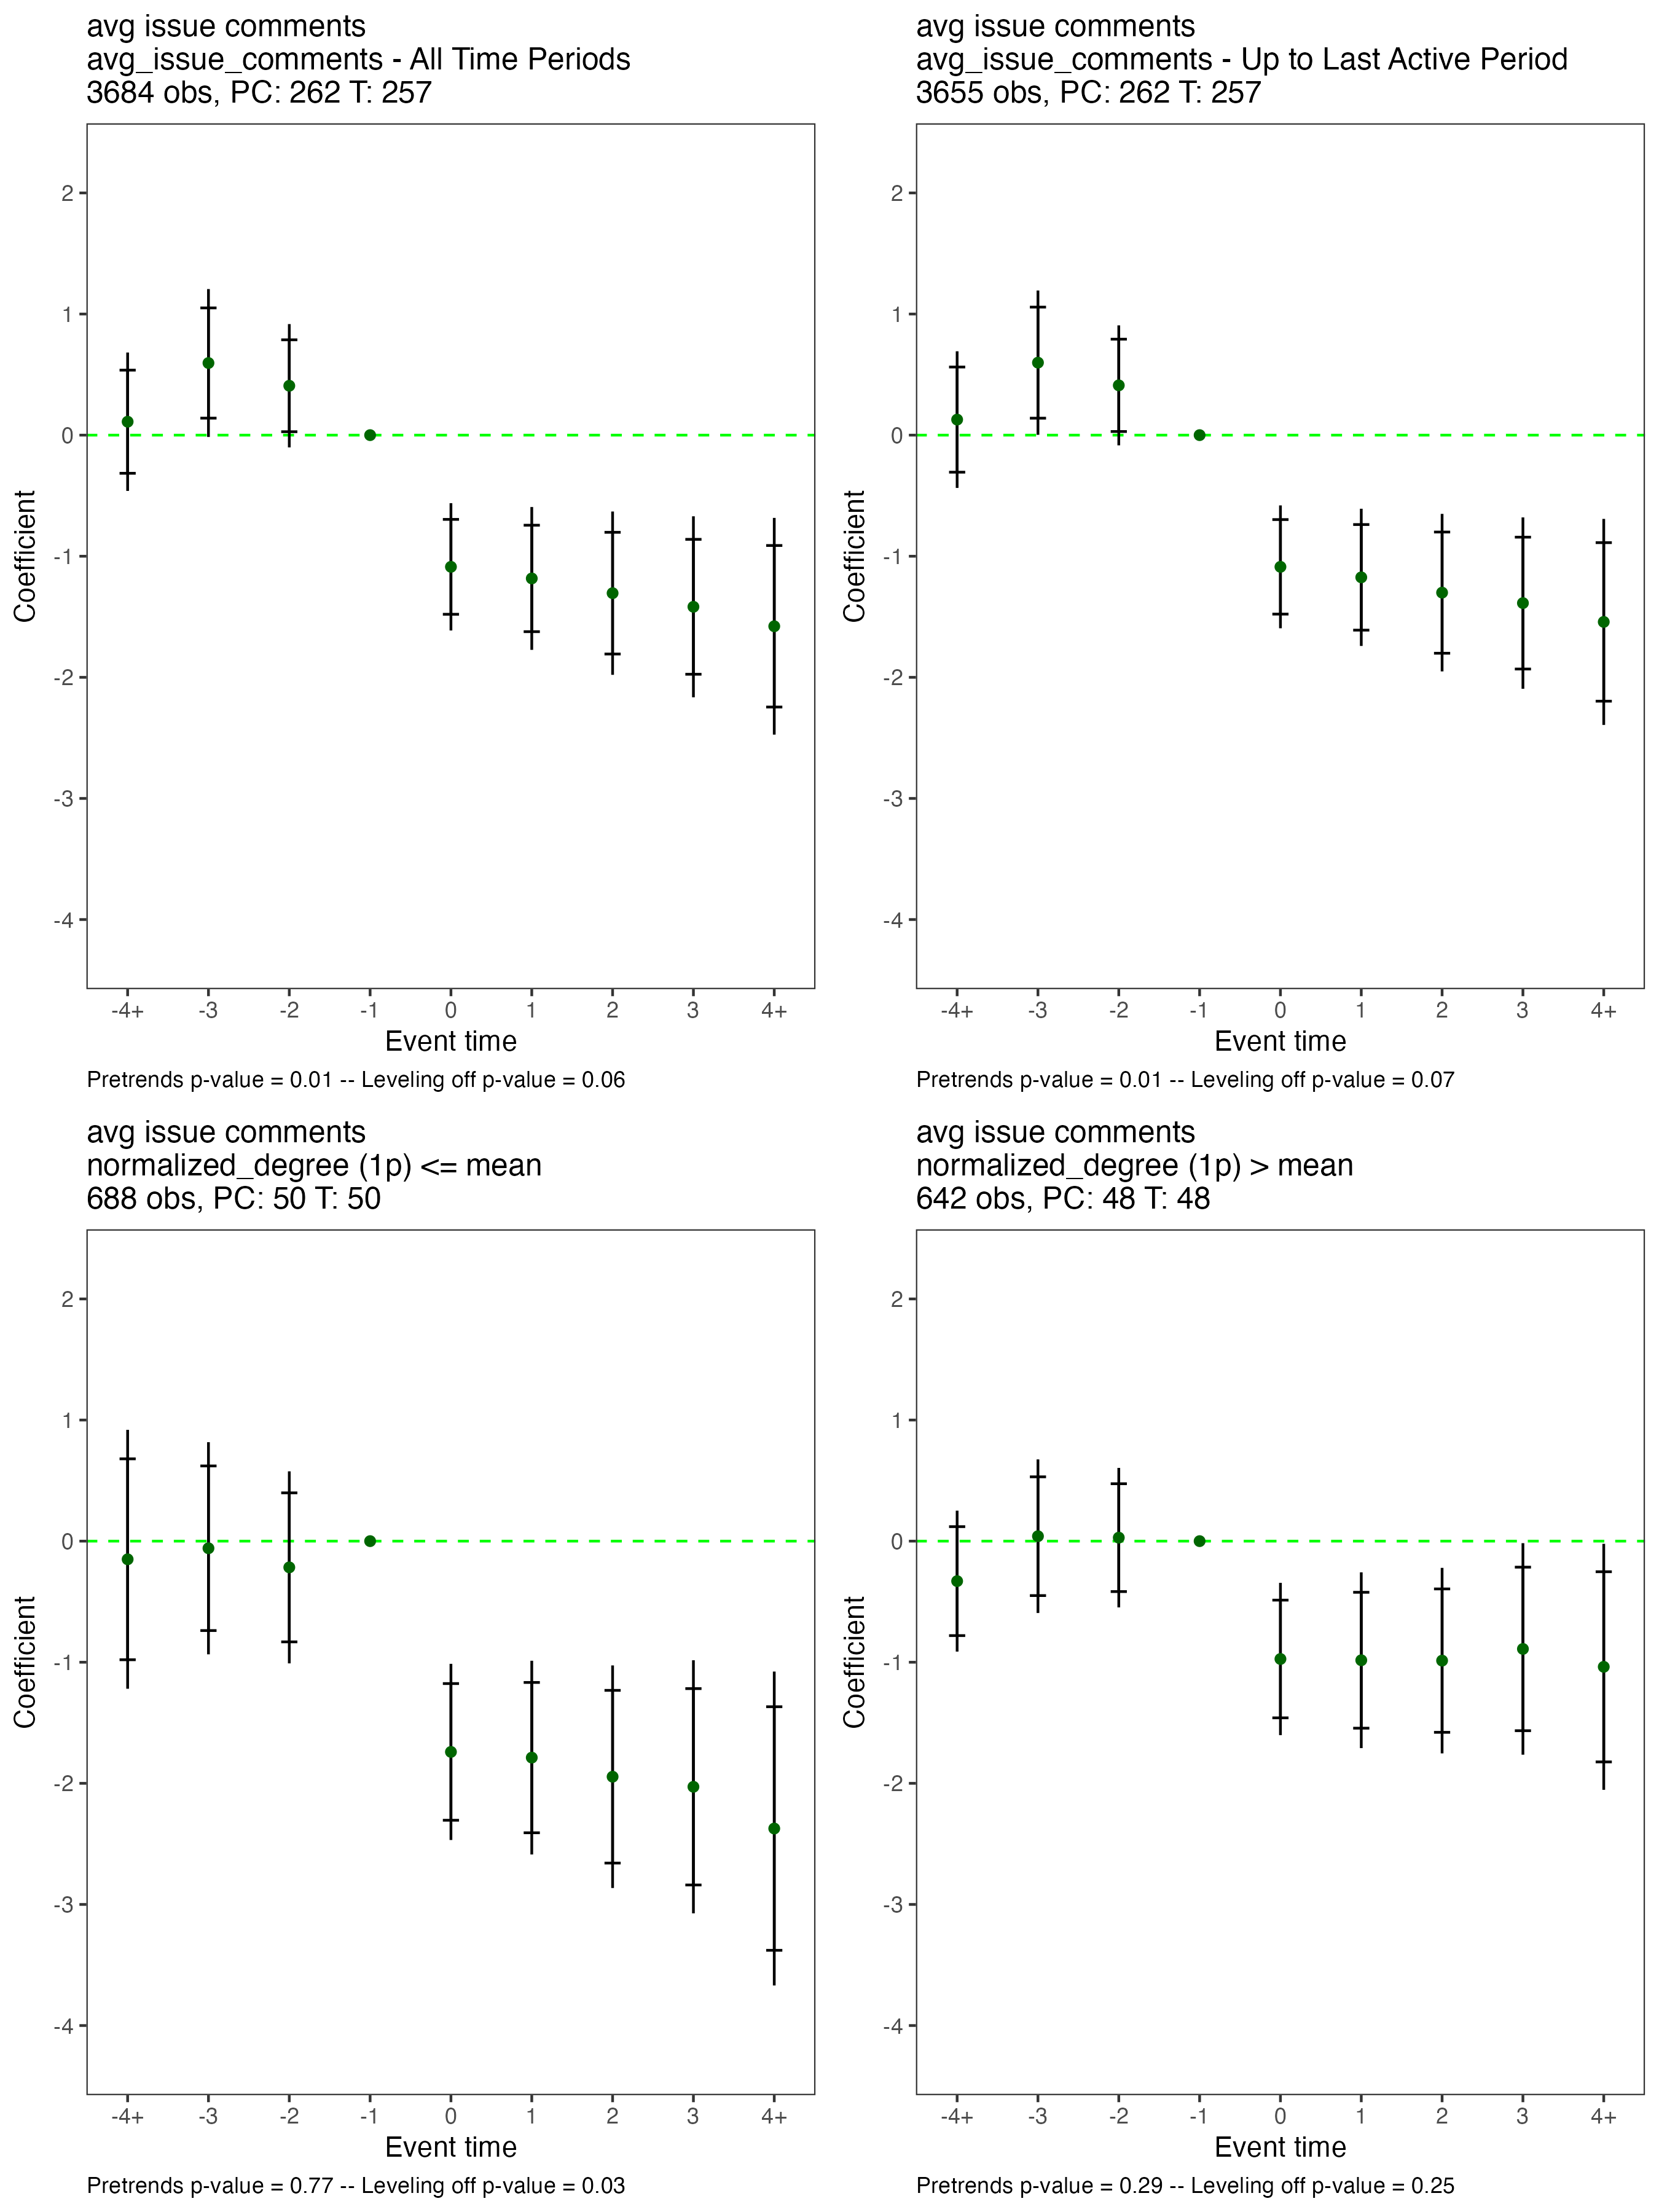 avg issue comments
avg_issue_comments - All Time Periods
3684 obs, PC: 262 T: 257
2
1
0
-1
-2
-3
-4
Coefficient
-4+ -3 -2 -1 0 1 2 3 4+
Event time
Pretrends p-value = 0.01 -- Leveling off p-value = 0.06
avg issue comments
avg_issue_comments - Up to Last Active Period
3655 obs, PC: 262 T: 257
2
1
0
-1
-2
-3
-4
Coefficient
-4+ -3 -2 -1 0 1 2 3 4+
Event time
Pretrends p-value = 0.01 -- Leveling off p-value = 0.07
avg issue comments
normalized_degree (1p) <= mean
688 obs, PC: 50 T: 50
2
1
0
-1
-2
-3
-4
Coefficient
-4+ -3 -2 -1 0 1 2 3 4+
Event time
Pretrends p-value = 0.77 -- Leveling off p-value = 0.03
avg issue comments
normalized_degree (1p) > mean
642 obs, PC: 48 T: 48
2
1
0
-1
-2
-3
-4
Coefficient
-4+ -3 -2 -1 0 1 2 3 4+
Event time
Pretrends p-value = 0.29 -- Leveling off p-value = 0.25